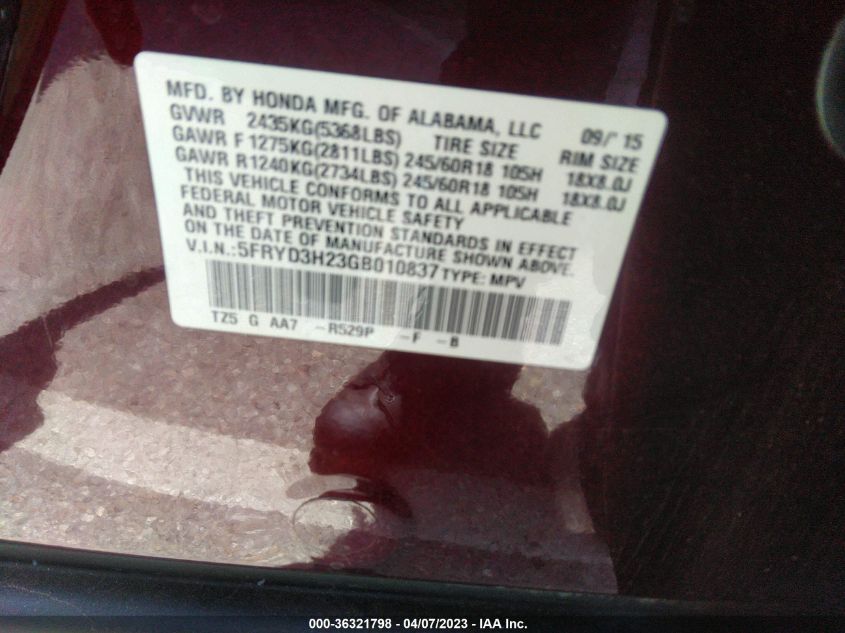 MFD. BY HONDA MFG. OF ALABAMA, LLC 09/'15
GVWR 2435KG(5368LBS) TIRE SIZE RIM SIZE
GAWR F 1275KG(2811LBS) 245/60R18 105H 18X8.0J
GAWR R 1240KG(2734LBS) 245/60R18 105H 18X8.0J
THIS VEHICLE CONFORMS TO ALL APPLICABLE
FEDERAL MOTOR VEHICLE SAFETY
AND THEFT PREVENTION STANDARDS IN EFFECT
ON THE DATE OF MANUFACTURE SHOWN ABOVE.
V.I.N.:5FRYD3H23GB010837 TYPE: MPV
TZ5 G AA7 -R529P -F -B
000-36321798 - 04/07/2023 - IAA Inc.